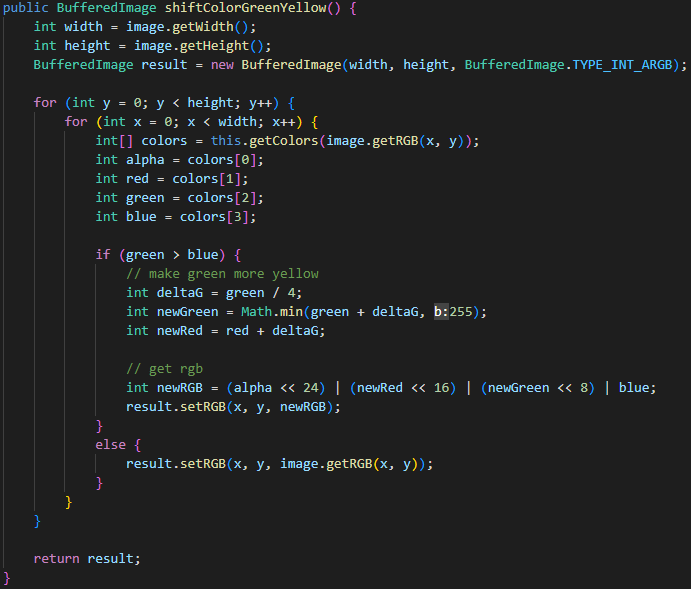 public BufferedImage shiftColorGreenYellow() {
    int width = image.getWidth();
    int height = image.getHeight();
    BufferedImage result = new BufferedImage(width, height, BufferedImage.TYPE_INT_ARGB);

    for (int y = 0; y < height; y++) {
        for (int x = 0; x < width; x++) {
            int[] colors = this.getColors(image.getRGB(x, y));
            int alpha = colors[0];
            int red = colors[1];
            int green = colors[2];
            int blue = colors[3];

            if (green > blue) {
                // make green more yellow
                int deltaG = green / 4;
                int newGreen = Math.min(green + deltaG, b:255);
                int newRed = red + deltaG;

                // get rgb
                int newRGB = (alpha << 24) | (newRed << 16) | (newGreen << 8) | blue;
                result.setRGB(x, y, newRGB);
            }
            else {
                result.setRGB(x, y, image.getRGB(x, y));
            }
        }
    }

    return result;
}